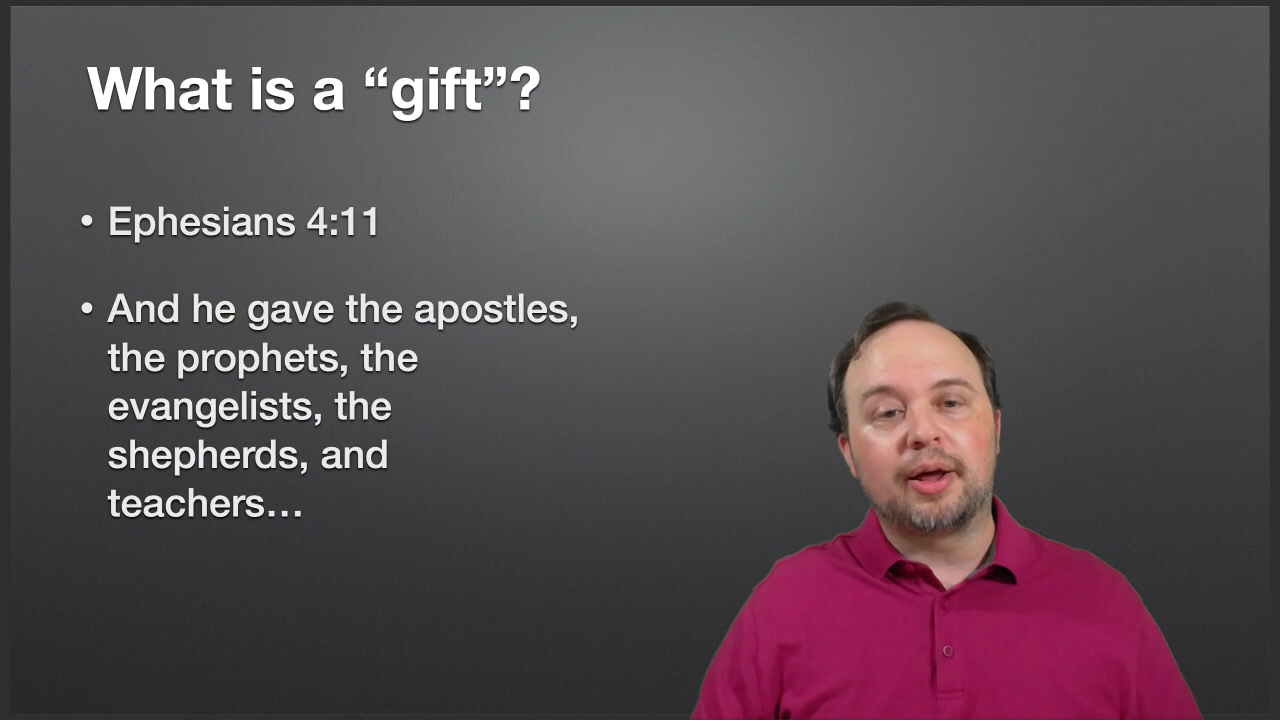 What is a “gift”?
• Ephesians 4:11
• And he gave the apostles,
the prophets, the
evangelists, the
shepherds, and
teachers…